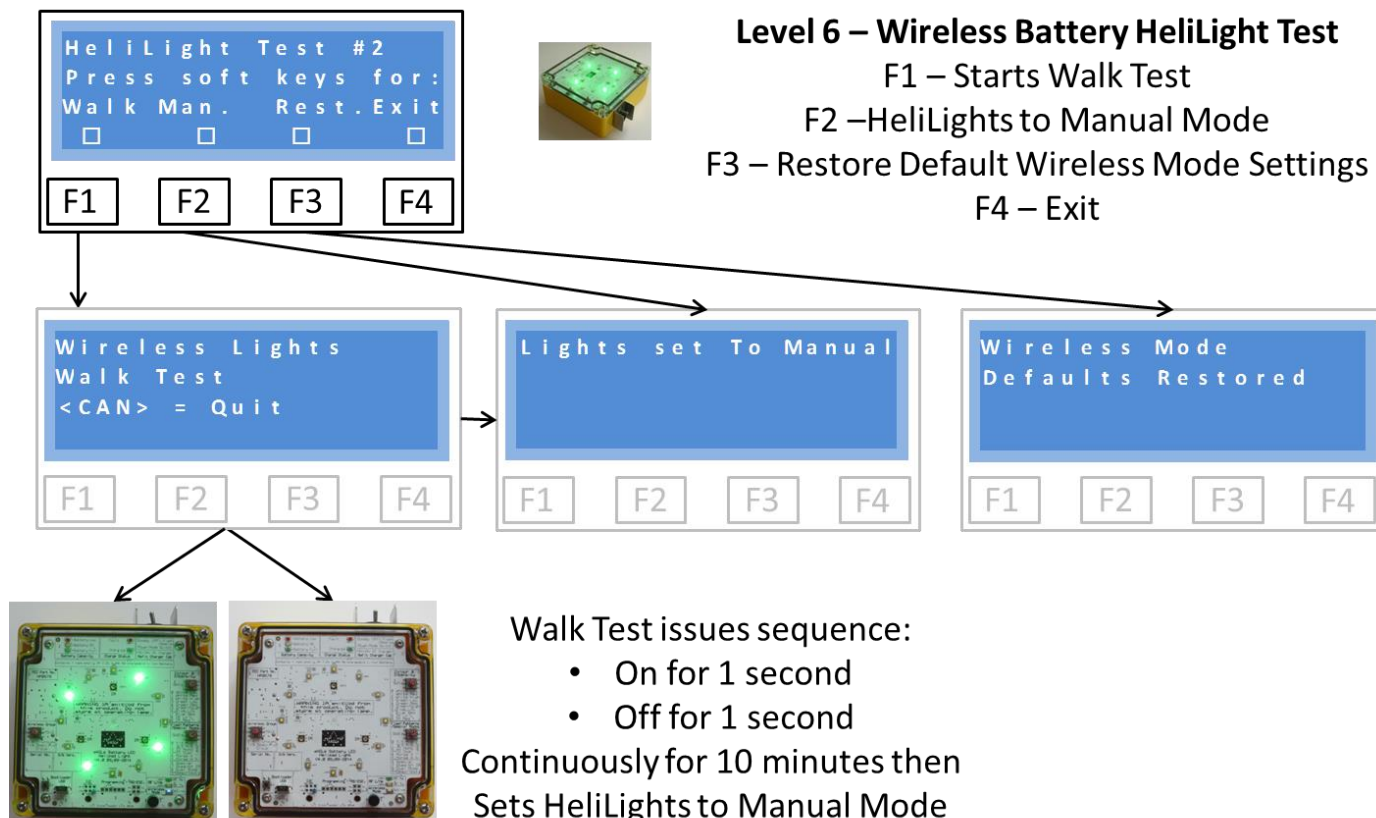 HeliLight Test #2
Press soft keys for:
Walk Man. Rest.Exit
F1 F2 F3 F4
Level 6 – Wireless Battery HeliLight Test
F1 – Starts Walk Test
F2 –HeliLights to Manual Mode
F3 – Restore Default Wireless Mode Settings
F4 – Exit
Wireless Lights
Walk Test
<CAN> = Quit
F1 F2 F3 F4
Lights set To Manual
F1 F2 F3 F4
Wireless Mode
Defaults Restored
F1 F2 F3 F4
Walk Test issues sequence:
• On for 1 second
• Off for 1 second
Continuously for 10 minutes then
Sets HeliLights to Manual Mode